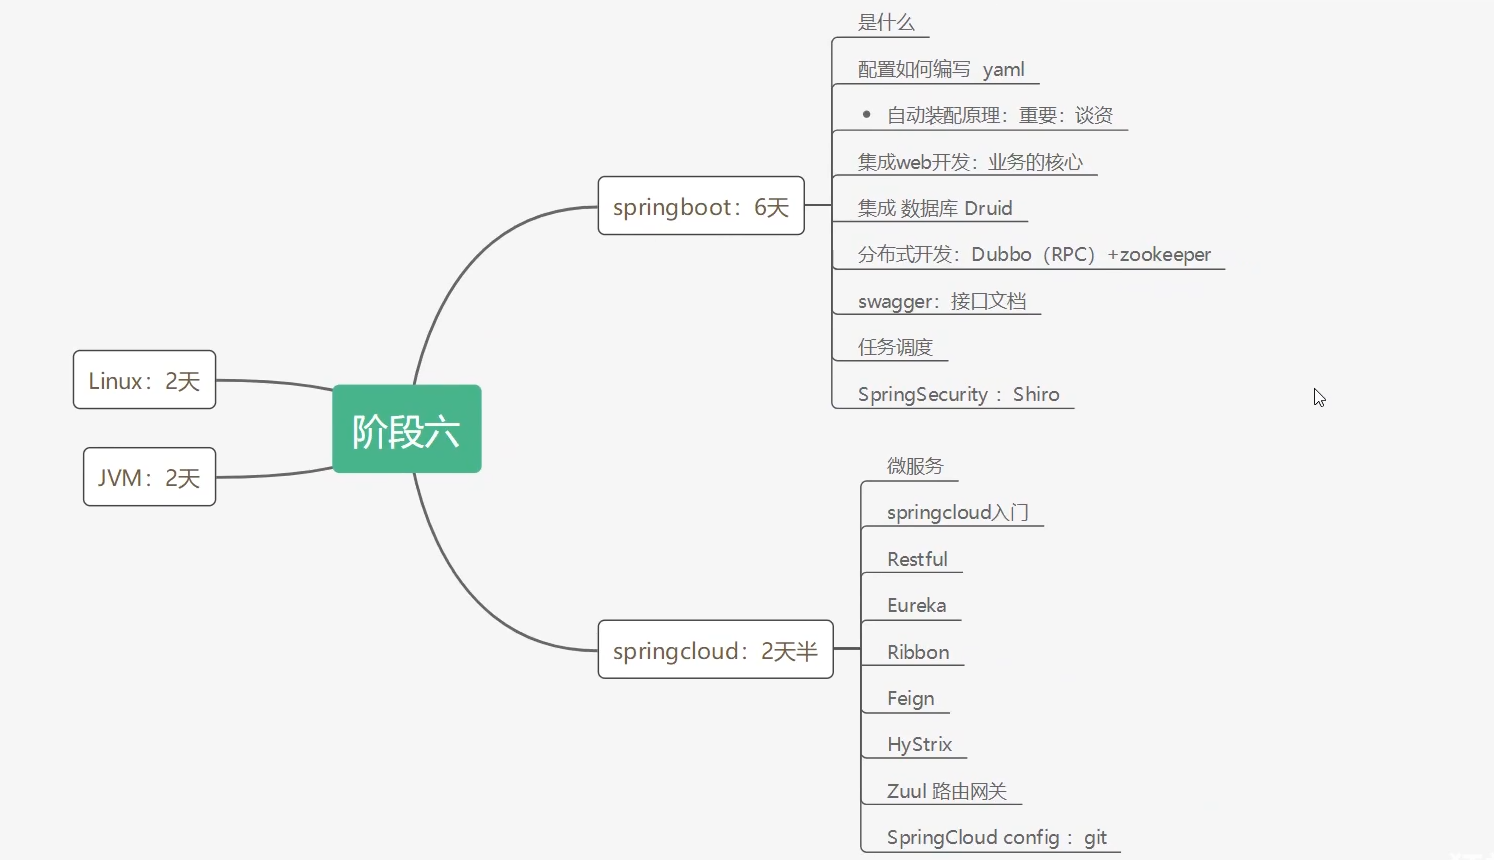 是什么
配置如何编写 yaml
自动装配原理：重要：谈资
集成web开发：业务的核心
集成 数据库 Druid
分布式开发：Dubbo（RPC）+zookeeper
swagger：接口文档
任务调度
SpringSecurity ：Shiro
springboot：6天
Linux：2天
JVM：2天
阶段六
springcloud：2天半
微服务
springcloud入门
Restful
Eureka
Ribbon
Feign
HyStrix
Zuul 路由网关
SpringCloud config ：git